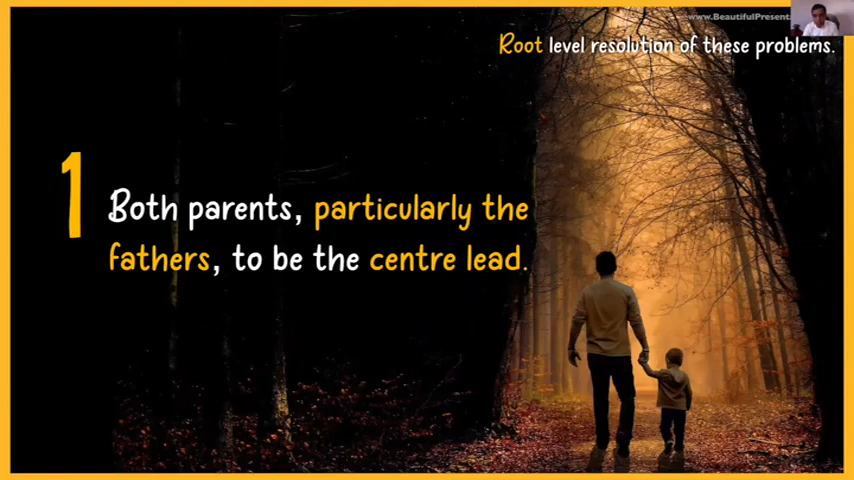 www.BeautifulPresent
Root level resolution of these problems.
1
Both parents, particularly the
fathers, to be the centre lead.